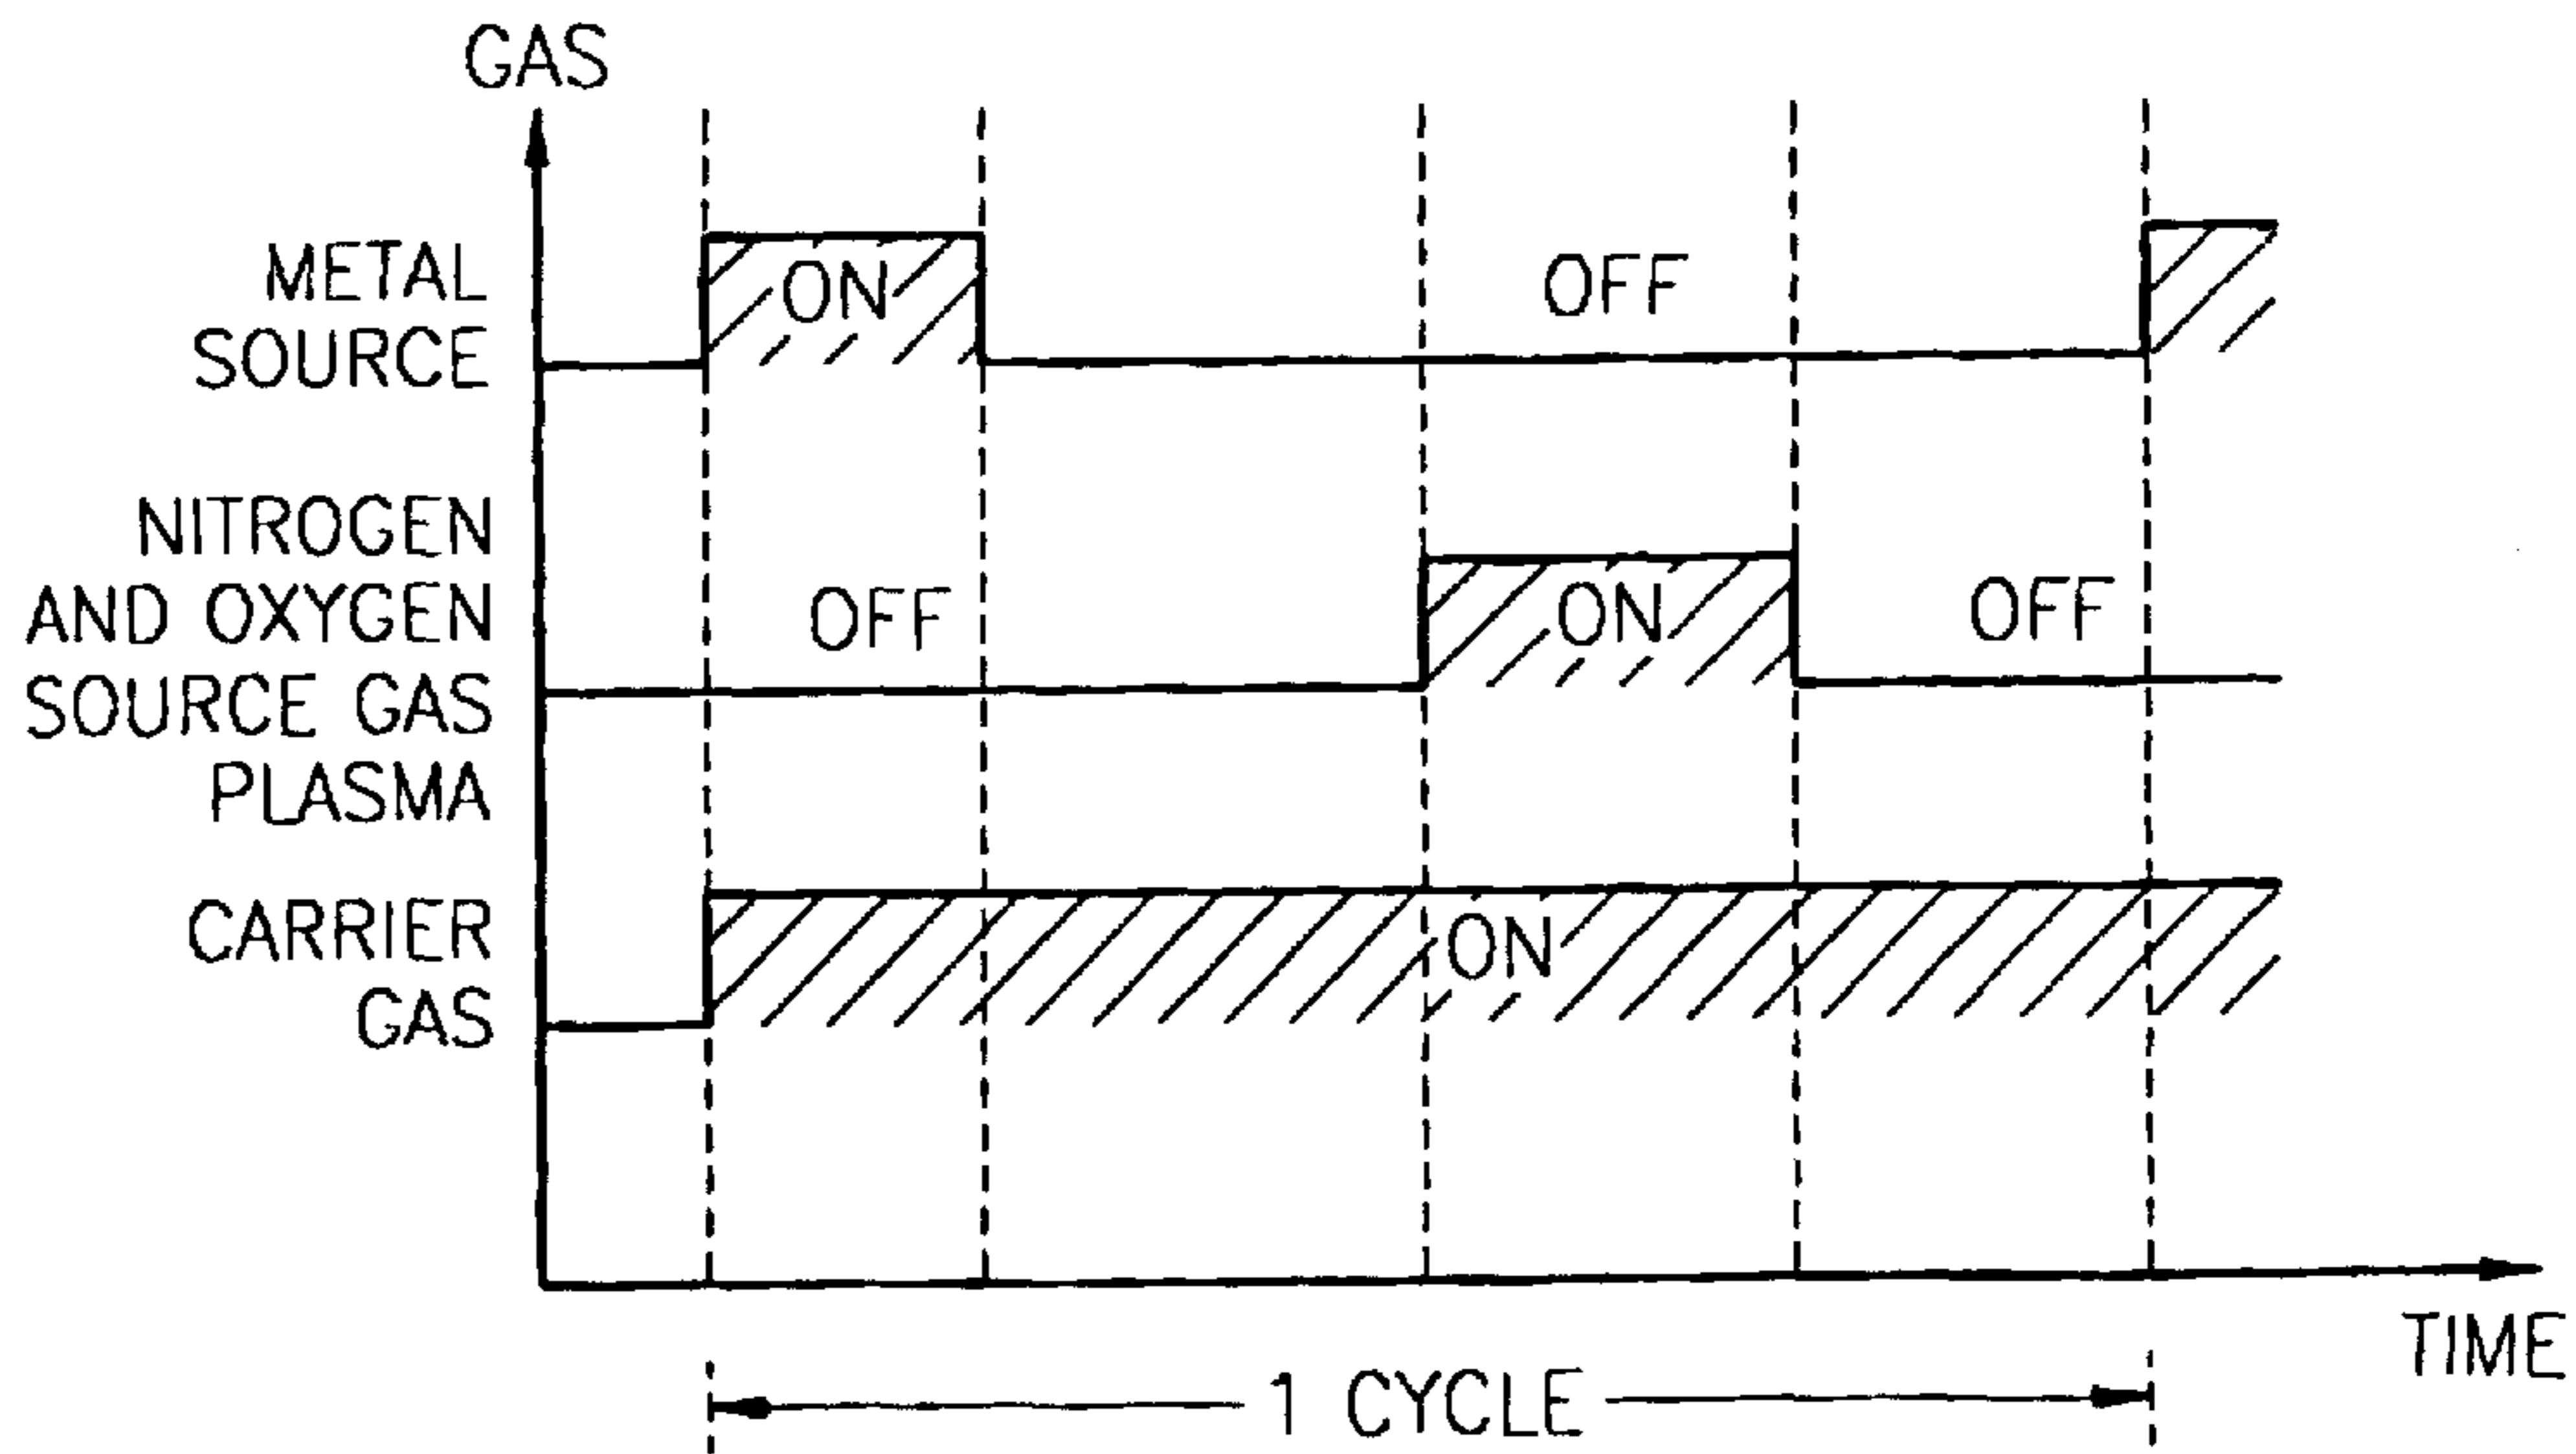 GAS
METAL
SOURCE
ON
OFF
NITROGEN
AND OXYGEN
SOURCE GAS
PLASMA
OFF
ON
OFF
CARRIER
GAS
ON
TIME
1 CYCLE